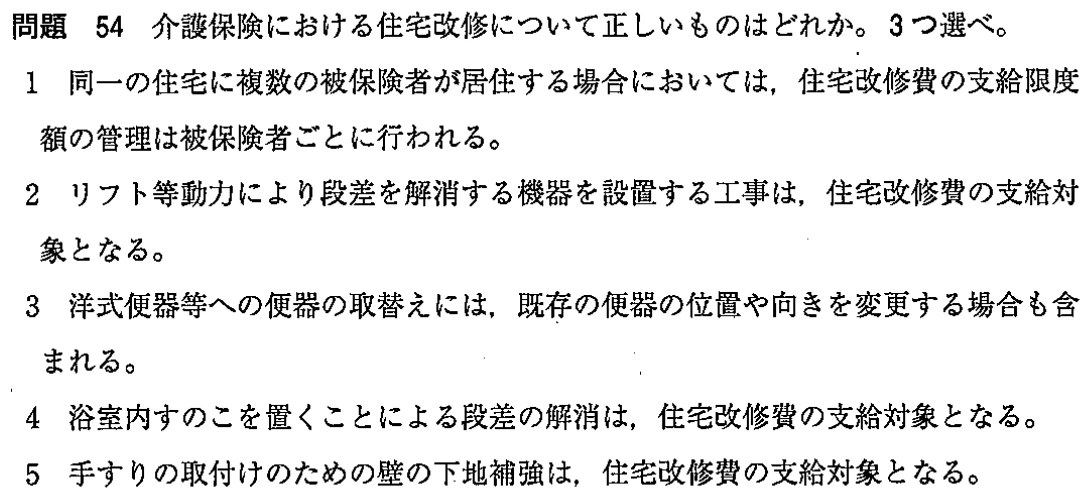 問題 54 介護保険における住宅改修について正しいものはどれか。3つ選べ。
1 同一の住宅に複数の被保険者が居住する場合においては，住宅改修費の支給限度
額の管理は被保険者ごとに行われる。
2 リフト等動力により段差を解消する機器を設置する工事は，住宅改修費の支給対
象となる。
3 洋式便器等への便器の取替えには，既存の便器の位置や向きを変更する場合も含
まれる。
4 浴室内すのこを置くことによる段差の解消は，住宅改修費の支給対象となる。
5 手すりの取付けのための壁の下地補強は，住宅改修費の支給対象となる。